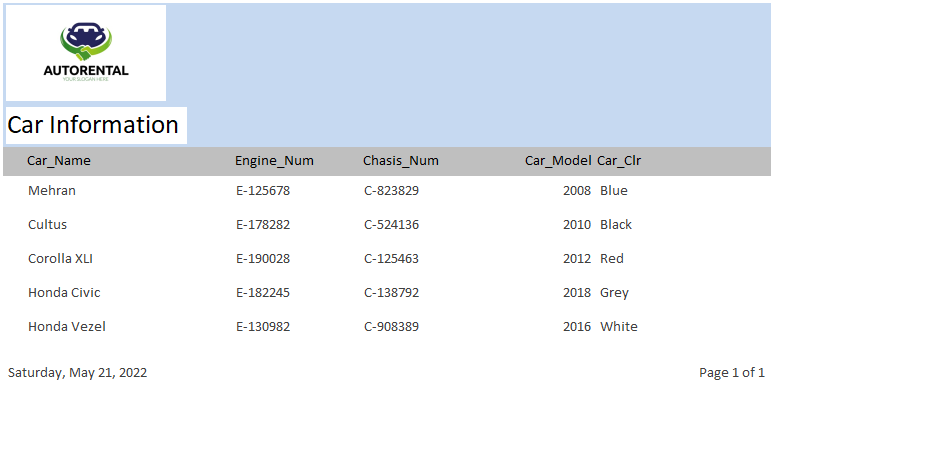 AUTORENTAL
YOUR SLOGAN HERE
Car Information
Car_Name Engine_Num Chasis_Num Car_Model Car_Clr
Mehran E-125678 C-823829 2008 Blue
Cultus E-178282 C-524136 2010 Black
Corolla XLI E-190028 C-125463 2012 Red
Honda Civic E-182245 C-138792 2018 Grey
Honda Vezel E-130982 C-908389 2016 White
Saturday, May 21, 2022 Page 1 of 1